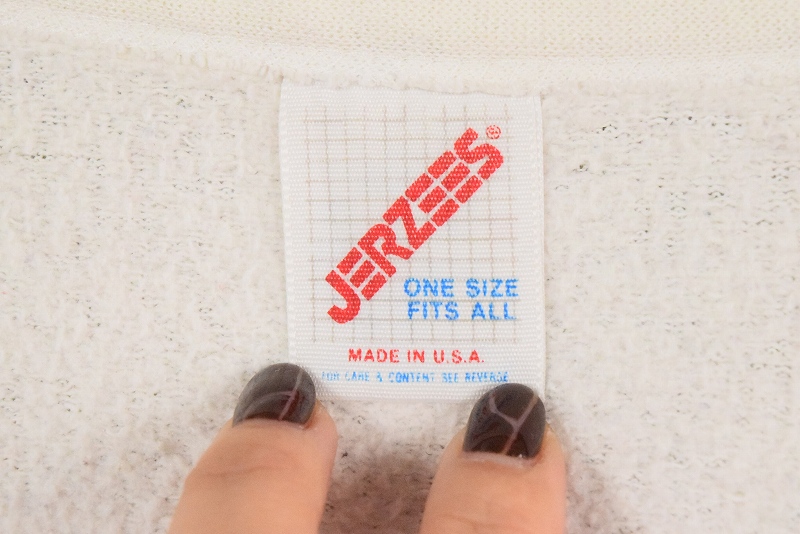 JERZEES®
ONE SIZE
FITS ALL
MADE IN U.S.A.
FOR CARE & CONTENT SEE REVERSE